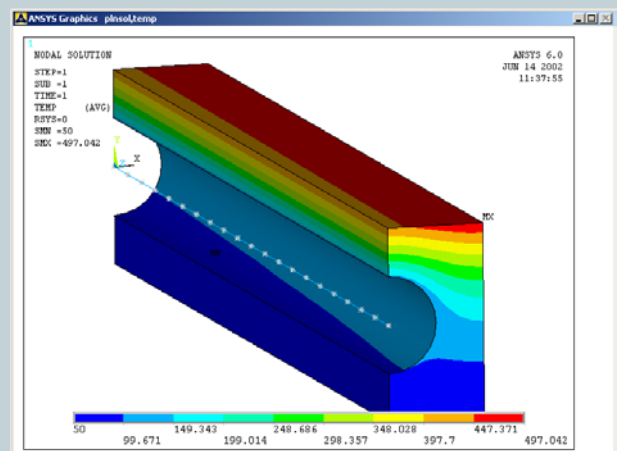 ANSYS Graphics plnsol,temp
1
NODAL SOLUTION
STEP=1
SUB =1
TIME=1
TEMP (AVG)
RSYS=0
SMN =50
SMX =497.042
ANSYS 6.0
JUN 14 2002
11:37:55
Y
Z X
MX
50 149.343 248.686 348.028 447.371
99.671 199.014 298.357 397.7 497.042